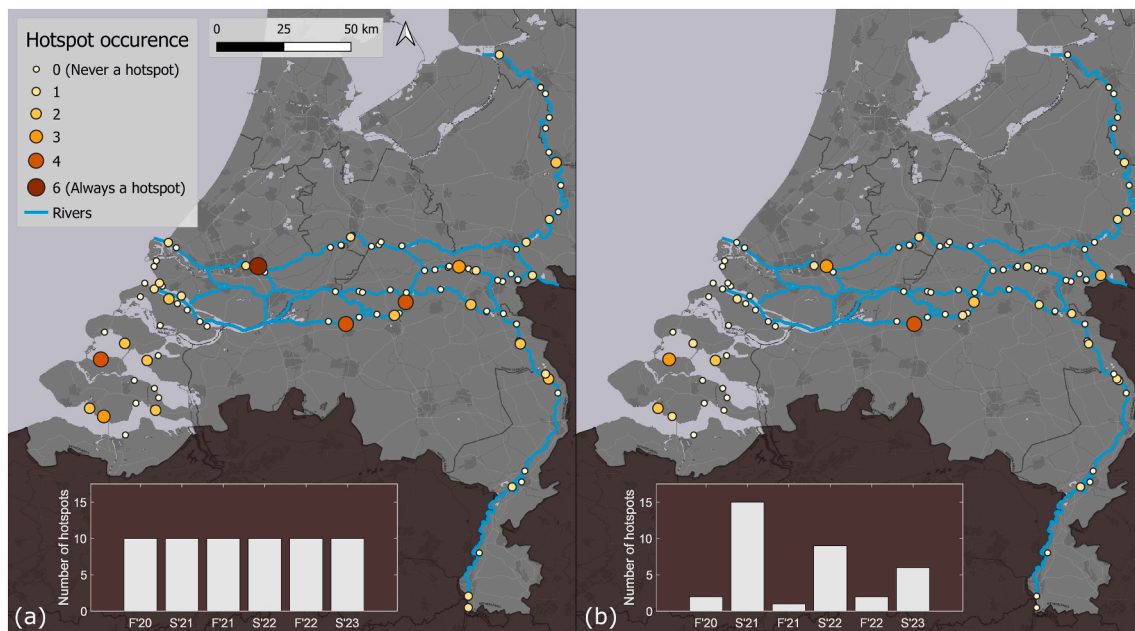 Hotspot occurence
0 (Never a hotspot)
1
2
3
4
6 (Always a hotspot)
Rivers
0 25 50 km
Number of hotspots
15
10
5
0
F'20 S'21 F'21 S'22 F'22 S'23
(a)
Number of hotspots
15
10
5
0
F'20 S'21 F'21 S'22 F'22 S'23
(b)